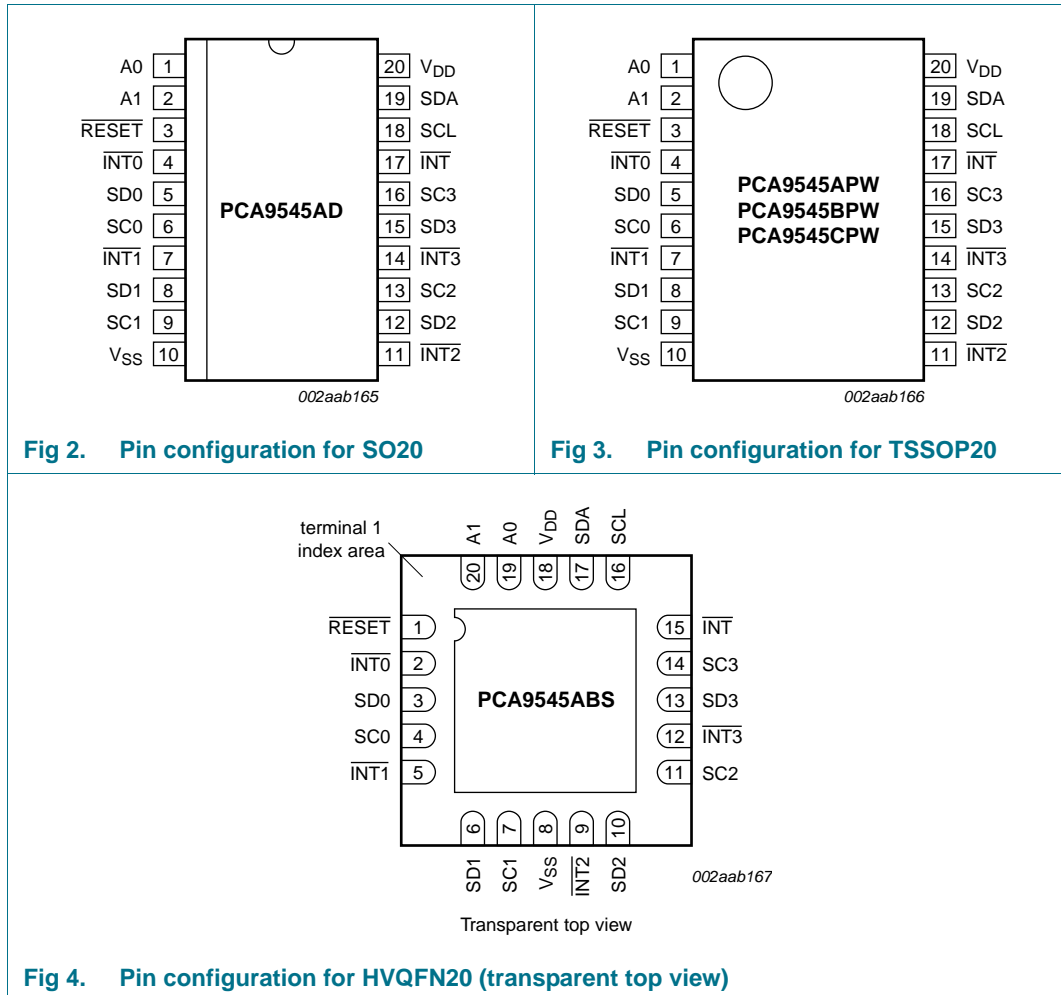 A0 1
A1 2
RESET 3
INT0 4
SD0 5
SC0 6
INT1 7
SD1 8
SC1 9
VSS 10
PCA9545AD
20 VDD
19 SDA
18 SCL
17 INT
16 SC3
15 SD3
14 INT3
13 SC2
12 SD2
11 INT2
002aab165
Fig 2. Pin configuration for SO20
A0 1
A1 2
RESET 3
INT0 4
SD0 5
SC0 6
INT1 7
SD1 8
SC1 9
VSS 10
PCA9545APW
PCA9545BPW
PCA9545CPW
20 VDD
19 SDA
18 SCL
17 INT
16 SC3
15 SD3
14 INT3
13 SC2
12 SD2
11 INT2
002aab166
Fig 3. Pin configuration for TSSOP20
terminal 1
index area
20 A1
19 A0
18 VDD
17 SDA
16 SCL
RESET 1
INT0 2
SD0 3
SC0 4
INT1 5
PCA9545ABS
15 INT
14 SC3
13 SD3
12 INT3
11 SC2
6 SD1
7 SC1
8 VSS
9 INT2
10 SD2
002aab167
Transparent top view
Fig 4. Pin configuration for HVQFN20 (transparent top view)